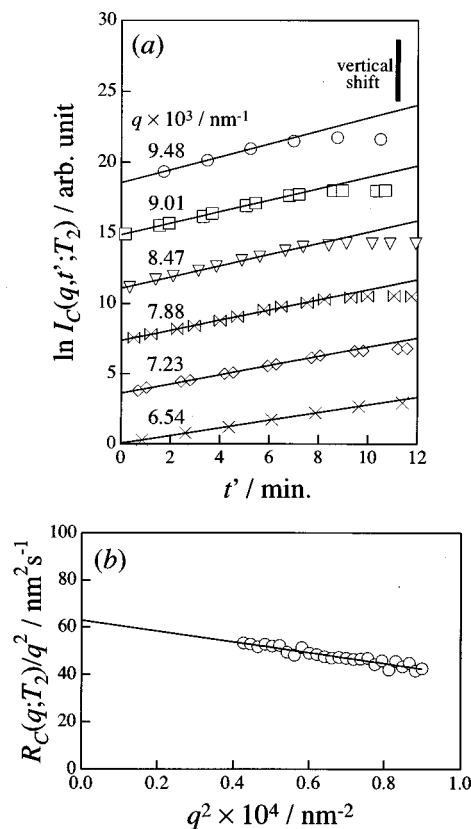 (a)
vertical
shift
q × 10³ / nm⁻¹
9.48
9.01
8.47
7.88
7.23
6.54
ln I_C(q,t';T₂) / arb. unit
30
25
20
15
10
5
0
0 2 4 6 8 10 12
t' / min.
(b)
R_C(q;T₂)/q² / nm²s⁻¹
100
80
60
40
20
0
0.0 0.2 0.4 0.6 0.8 1.0
q² × 10⁴ / nm⁻²